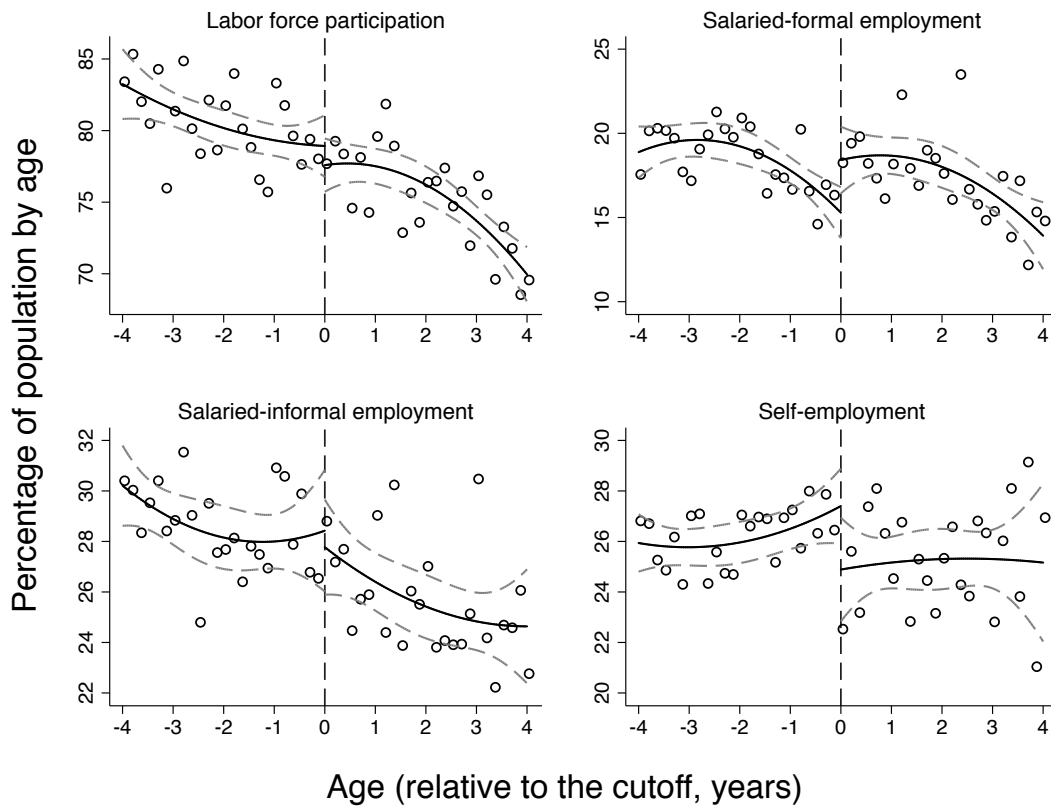 Percentage of population by age
Labor force participation
85
80
75
70
-4 -3 -2 -1 0 1 2 3 4
Salaried-formal employment
25
20
15
10
-4 -3 -2 -1 0 1 2 3 4
Salaried-informal employment
32
30
28
26
24
22
-4 -3 -2 -1 0 1 2 3 4
Self-employment
30
28
26
24
22
20
-4 -3 -2 -1 0 1 2 3 4
Age (relative to the cutoff, years)